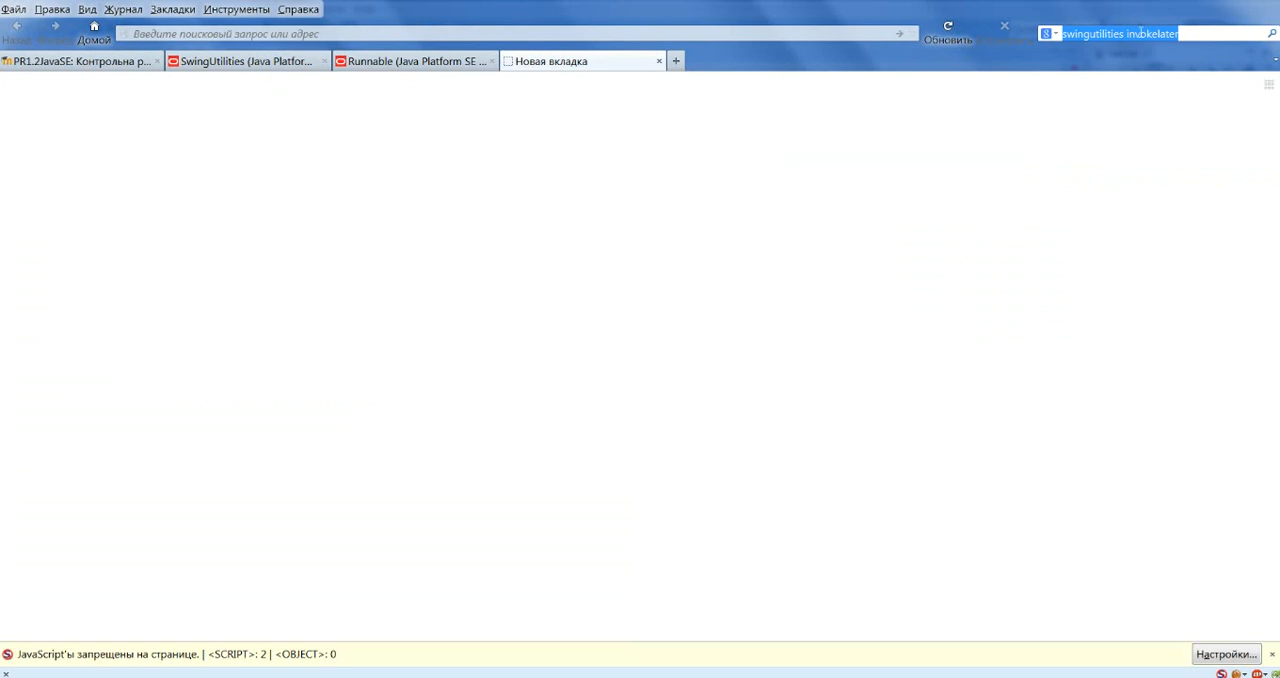 Файл Правка Вид Журнал Закладки Инструменты Справка
Домой Введите поисковый запрос или адрес Обновить swingutilities invokelater
PR1.2JavaSE: Контрольна р... SwingUtilities (Java Platfor... Runnable (Java Platform SE ... Новая вкладка
JavaScript'ы запрещены на странице. | <SCRIPT>: 2 | <OBJECT>: 0 Настройки...